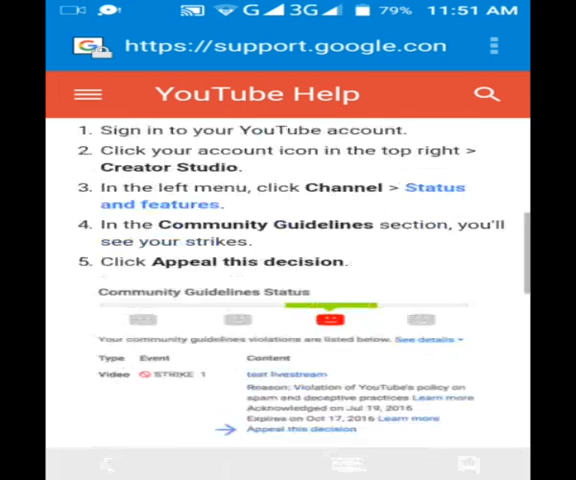 G 3G 79% 11:51 AM
https://support.google.con
YouTube Help
1. Sign in to your YouTube account.
2. Click your account icon in the top right >
Creator Studio.
3. In the left menu, click Channel > Status
and features.
4. In the Community Guidelines section, you'll
see your strikes.
5. Click Appeal this decision.
Community Guidelines Status
Your community guidelines violations are listed below. See details
Type Event Content
Video STRIKE 1 test livestream
Reason: Violation of YouTube's policy on
spam and deceptive practices Learn more
Acknowledged on Jul 19, 2016
Expires on Oct 17, 2016 Learn more
Appeal this decision